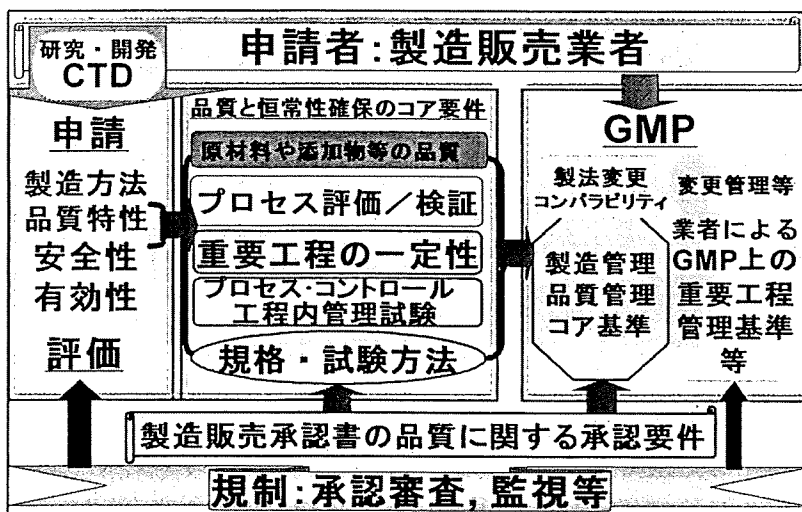 申請者:製造販売業者
研究・開発
CTD
申請
製造方法
品質特性
安全性
有効性
評価
品質と恒常性確保のコア要件
原材料や添加物等の品質
プロセス評価/検証
重要工程の一定性
プロセス・コントロール
工程内管理試験
規格・試験方法
GMP
製法変更
コンパラビリティ
製造管理
品質管理
コア基準
変更管理等
業者による
GMP上の
重要工程
管理基準
等
製造販売承認書の品質に関する承認要件
規制:承認審査,監視等